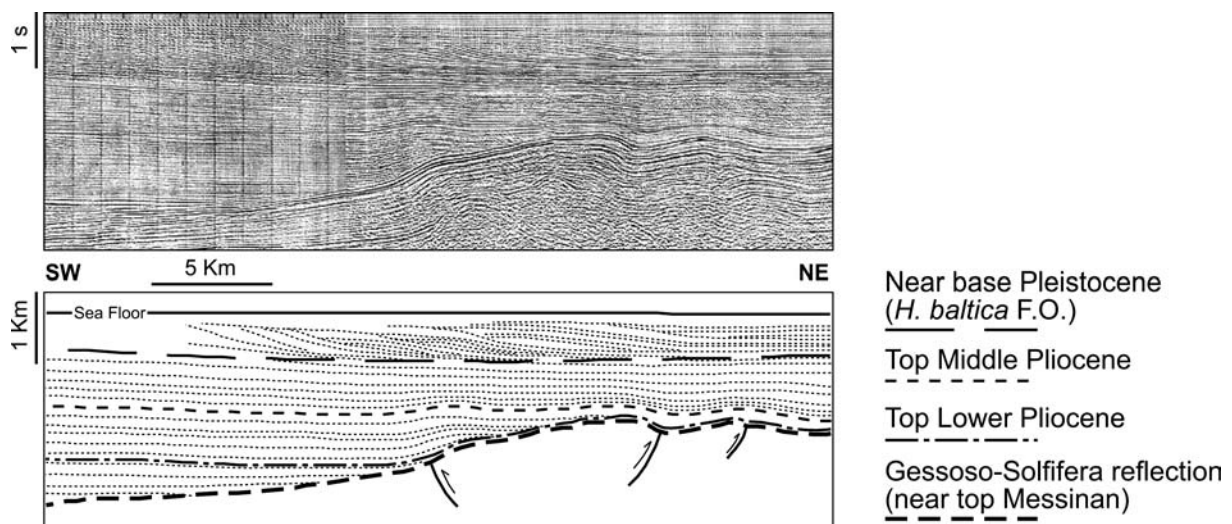 1 s
SW
5 Km
NE
1 Km
Sea Floor
Near base Pleistocene
(H. baltica F.O.)
Top Middle Pliocene
Top Lower Pliocene
Gessoso-Solfifera reflection
(near top Messinan)